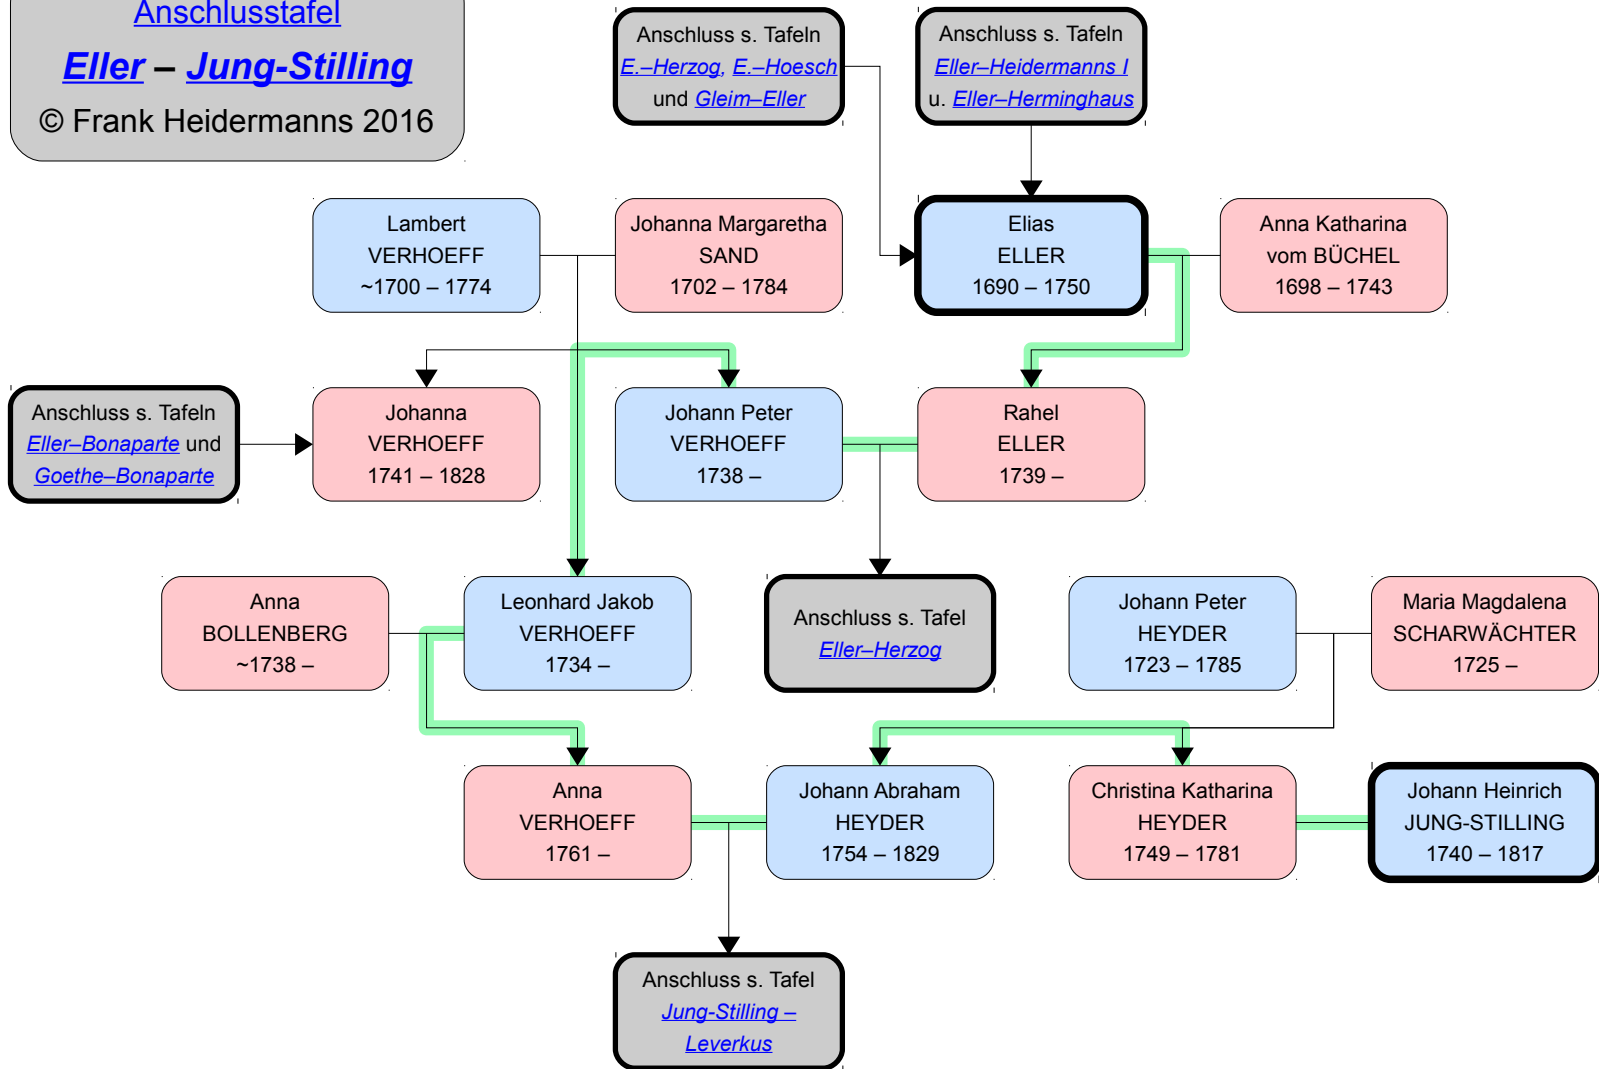 Anschlusstafel
Eller – Jung-Stilling
© Frank Heidermanns 2016
Anschluss s. Tafeln
E.–Herzog, E.–Hoesch
und Gleim–Eller
Anschluss s. Tafeln
Eller–Heidermanns I
u. Eller–Herminghaus
Lambert
VERHOEFF
~1700 – 1774
Johanna Margaretha
SAND
1702 – 1784
Elias
ELLER
1690 – 1750
Anna Katharina
vom BÜCHEL
1698 – 1743
Anschluss s. Tafeln
Eller–Bonaparte und
Goethe–Bonaparte
Johanna
VERHOEFF
1741 – 1828
Johann Peter
VERHOEFF
1738 –
Rahel
ELLER
1739 –
Anna
BOLLENBERG
~1738 –
Leonhard Jakob
VERHOEFF
1734 –
Anschluss s. Tafel
Eller–Herzog
Johann Peter
HEYDER
1723 – 1785
Maria Magdalena
SCHARWÄCHTER
1725 –
Anna
VERHOEFF
1761 –
Johann Abraham
HEYDER
1754 – 1829
Christina Katharina
HEYDER
1749 – 1781
Johann Heinrich
JUNG-STILLING
1740 – 1817
Anschluss s. Tafel
Jung-Stilling –
Leverkus